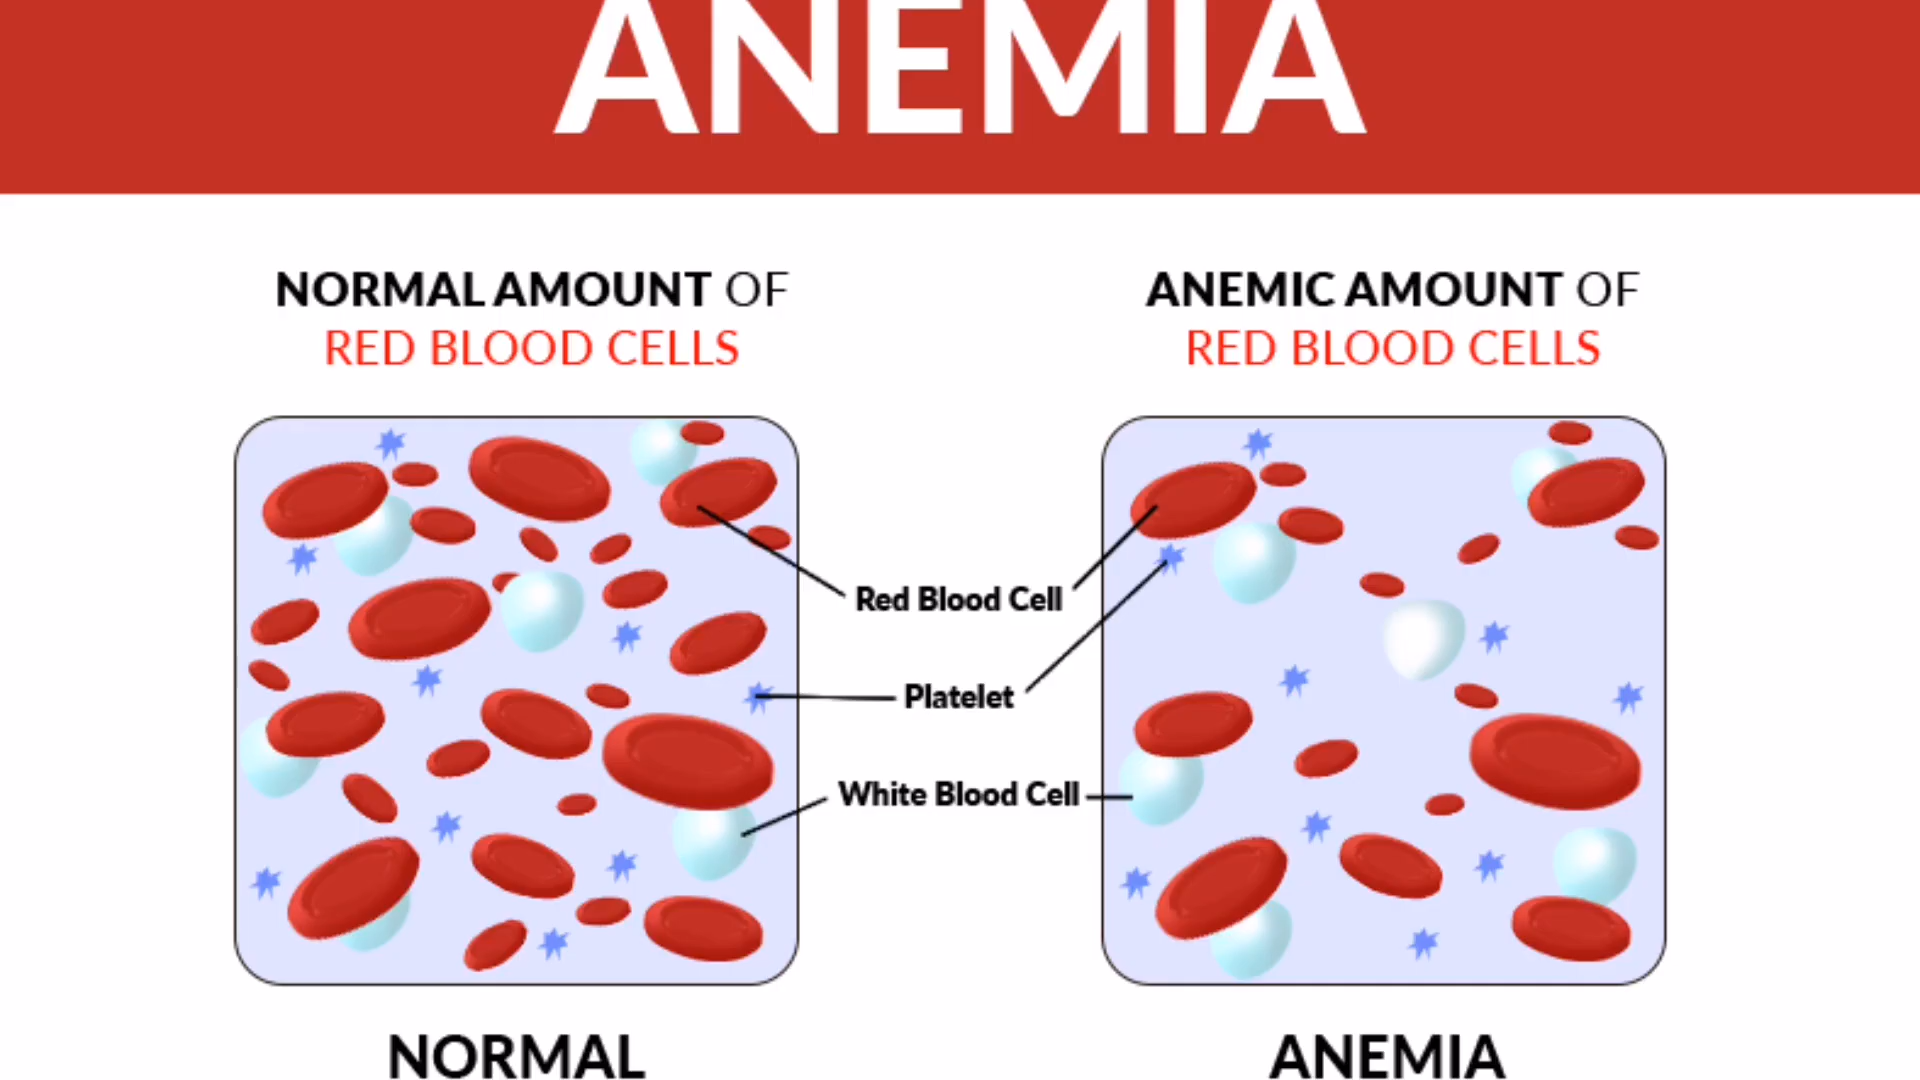 ANEMIA
NORMAL AMOUNT OF
RED BLOOD CELLS
ANEMIC AMOUNT OF
RED BLOOD CELLS
Red Blood Cell
Platelet
White Blood Cell
NORMAL
ANEMIA